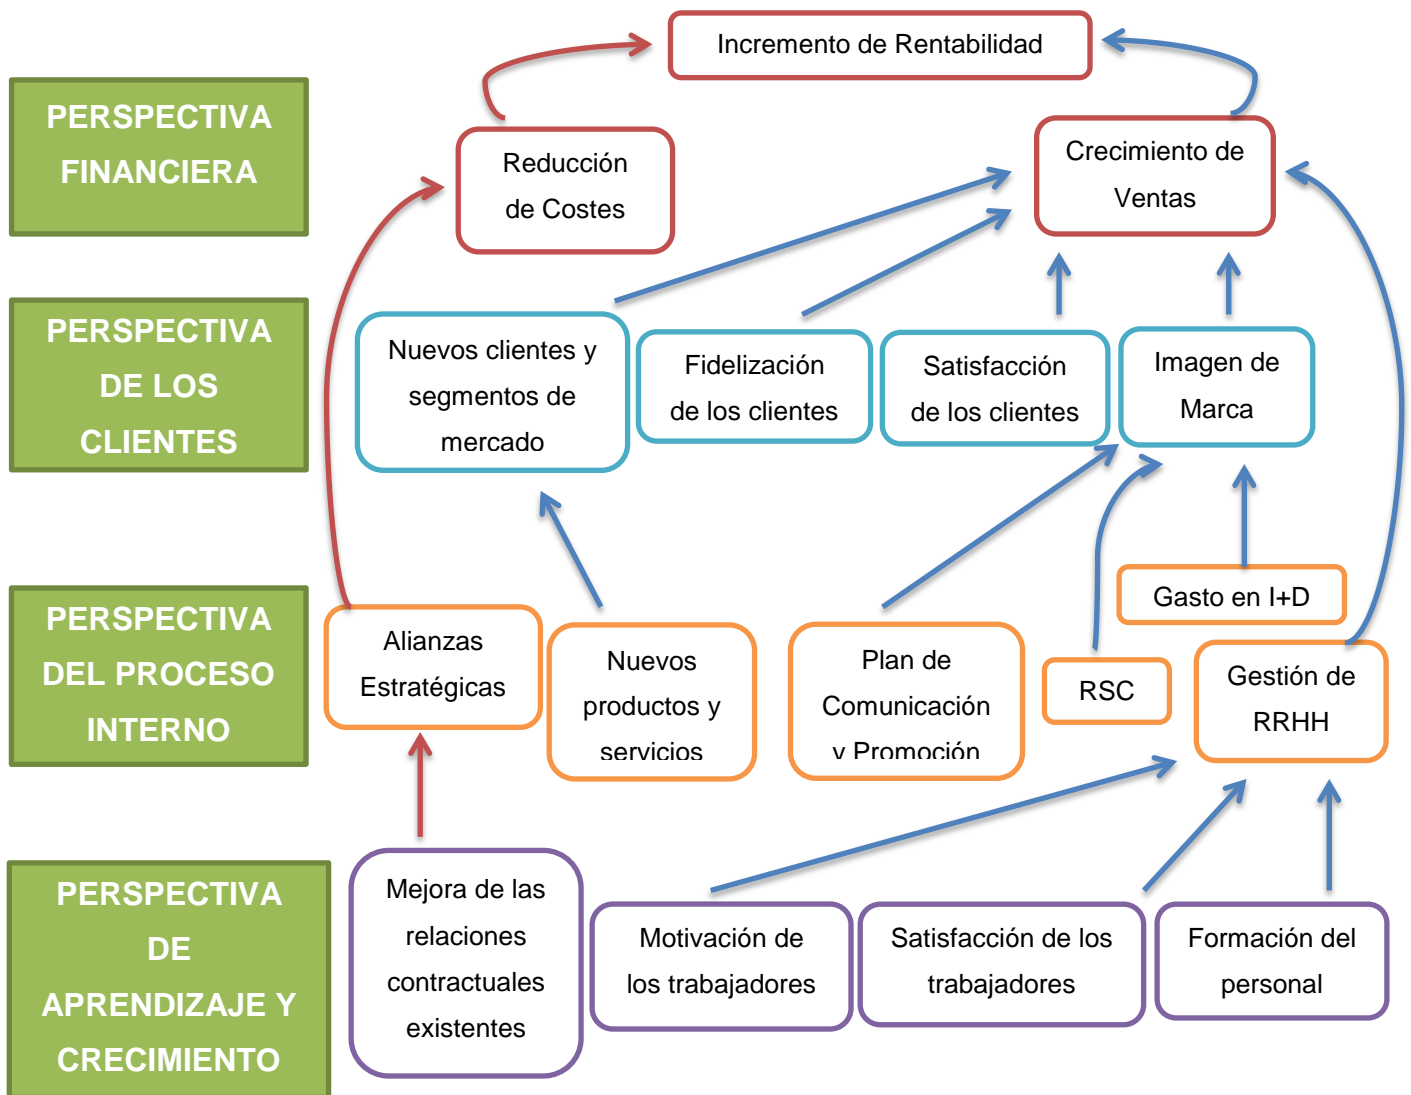 Incremento de Rentabilidad
PERSPECTIVA
FINANCIERA
Reducción
de Costes
Crecimiento de
Ventas
PERSPECTIVA
DE LOS
CLIENTES
Nuevos clientes y
segmentos de
mercado
Fidelización
de los clientes
Satisfacción
de los clientes
Imagen de
Marca
PERSPECTIVA
DEL PROCESO
INTERNO
Alianzas
Estratégicas
Nuevos
productos y
servicios
Plan de
Comunicación
y Promoción
RSC
Gasto en I+D
Gestión de
RRHH
PERSPECTIVA
DE
APRENDIZAJE Y
CRECIMIENTO
Mejora de las
relaciones
contractuales
existentes
Motivación de
los trabajadores
Satisfacción de los
trabajadores
Formación del
personal